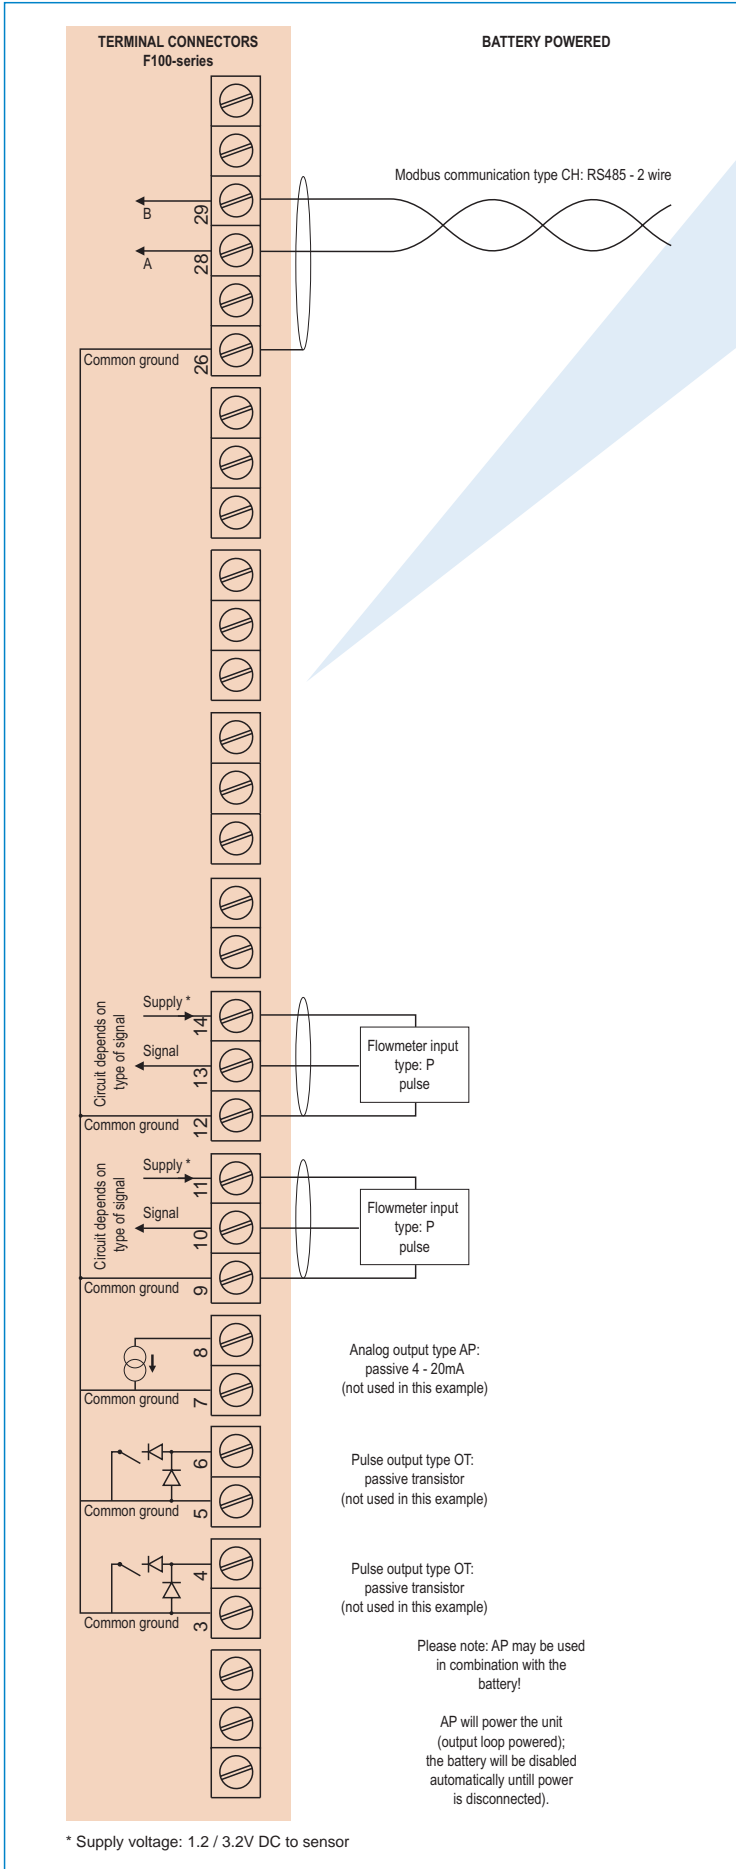 TERMINAL CONNECTORS
F100-series
BATTERY POWERED
Modbus communication type CH: RS485 - 2 wire
B
29
A
28
Common ground
26
Circuit depends on
type of signal
Supply *
14
Signal
13
Common ground
12
Flowmeter input
type: P
pulse
Circuit depends on
type of signal
Supply *
11
Signal
10
Common ground
9
Flowmeter input
type: P
pulse
8
Common ground
7
Analog output type AP:
passive 4 - 20mA
(not used in this example)
6
Common ground
5
Pulse output type OT:
passive transistor
(not used in this example)
4
Common ground
3
Pulse output type OT:
passive transistor
(not used in this example)
Please note: AP may be used
in combination with the
battery!
AP will power the unit
(output loop powered);
the battery will be disabled
automatically untill power
is disconnected).
* Supply voltage: 1.2 / 3.2V DC to sensor